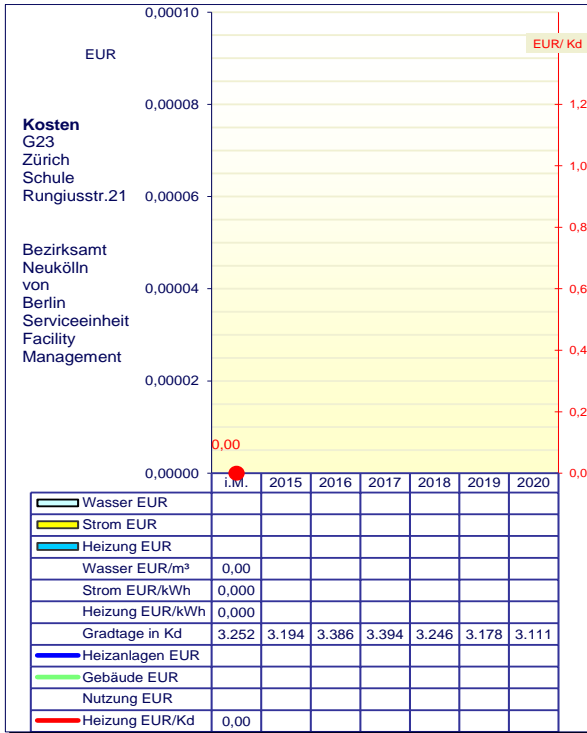 EUR
0,00010
EUR/ Kd
0,00008
1,2
Kosten
G23
Zürich
Schule
Rungiusstr.21
1,0
0,00006
0,8
Bezirksamt
Neukölln
von
Berlin
Serviceeinheit
Facility
Management
0,00004
0,6
0,4
0,00002
0,2
0,00
0,00000
0,0
i.M. 2015 2016 2017 2018 2019 2020
Wasser EUR
Strom EUR
Heizung EUR
Wasser EUR/m³ 0,00
Strom EUR/kWh 0,000
Heizung EUR/kWh 0,000
Gradtage in Kd 3.252 3.194 3.386 3.394 3.246 3.178 3.111
Heizanlagen EUR
Gebäude EUR
Nutzung EUR
Heizung EUR/Kd 0,00